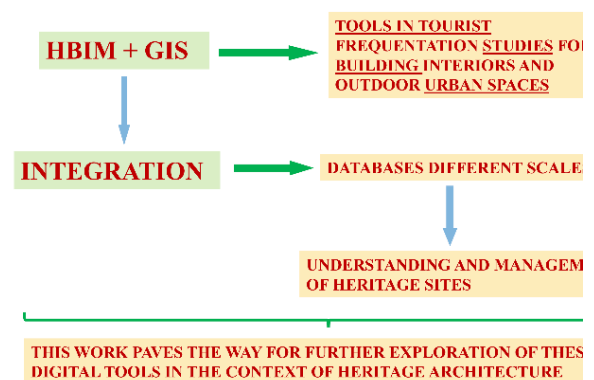 HBIM + GIS
TOOLS IN TOURIST
FREQUENTATION STUDIES FO
BUILDING INTERIORS AND
OUTDOOR URBAN SPACES
INTEGRATION
DATABASES DIFFERENT SCALE
UNDERSTANDING AND MANAGEM
OF HERITAGE SITES
THIS WORK PAVES THE WAY FOR FURTHER EXPLORATION OF THES
DIGITAL TOOLS IN THE CONTEXT OF HERITAGE ARCHITECTURE